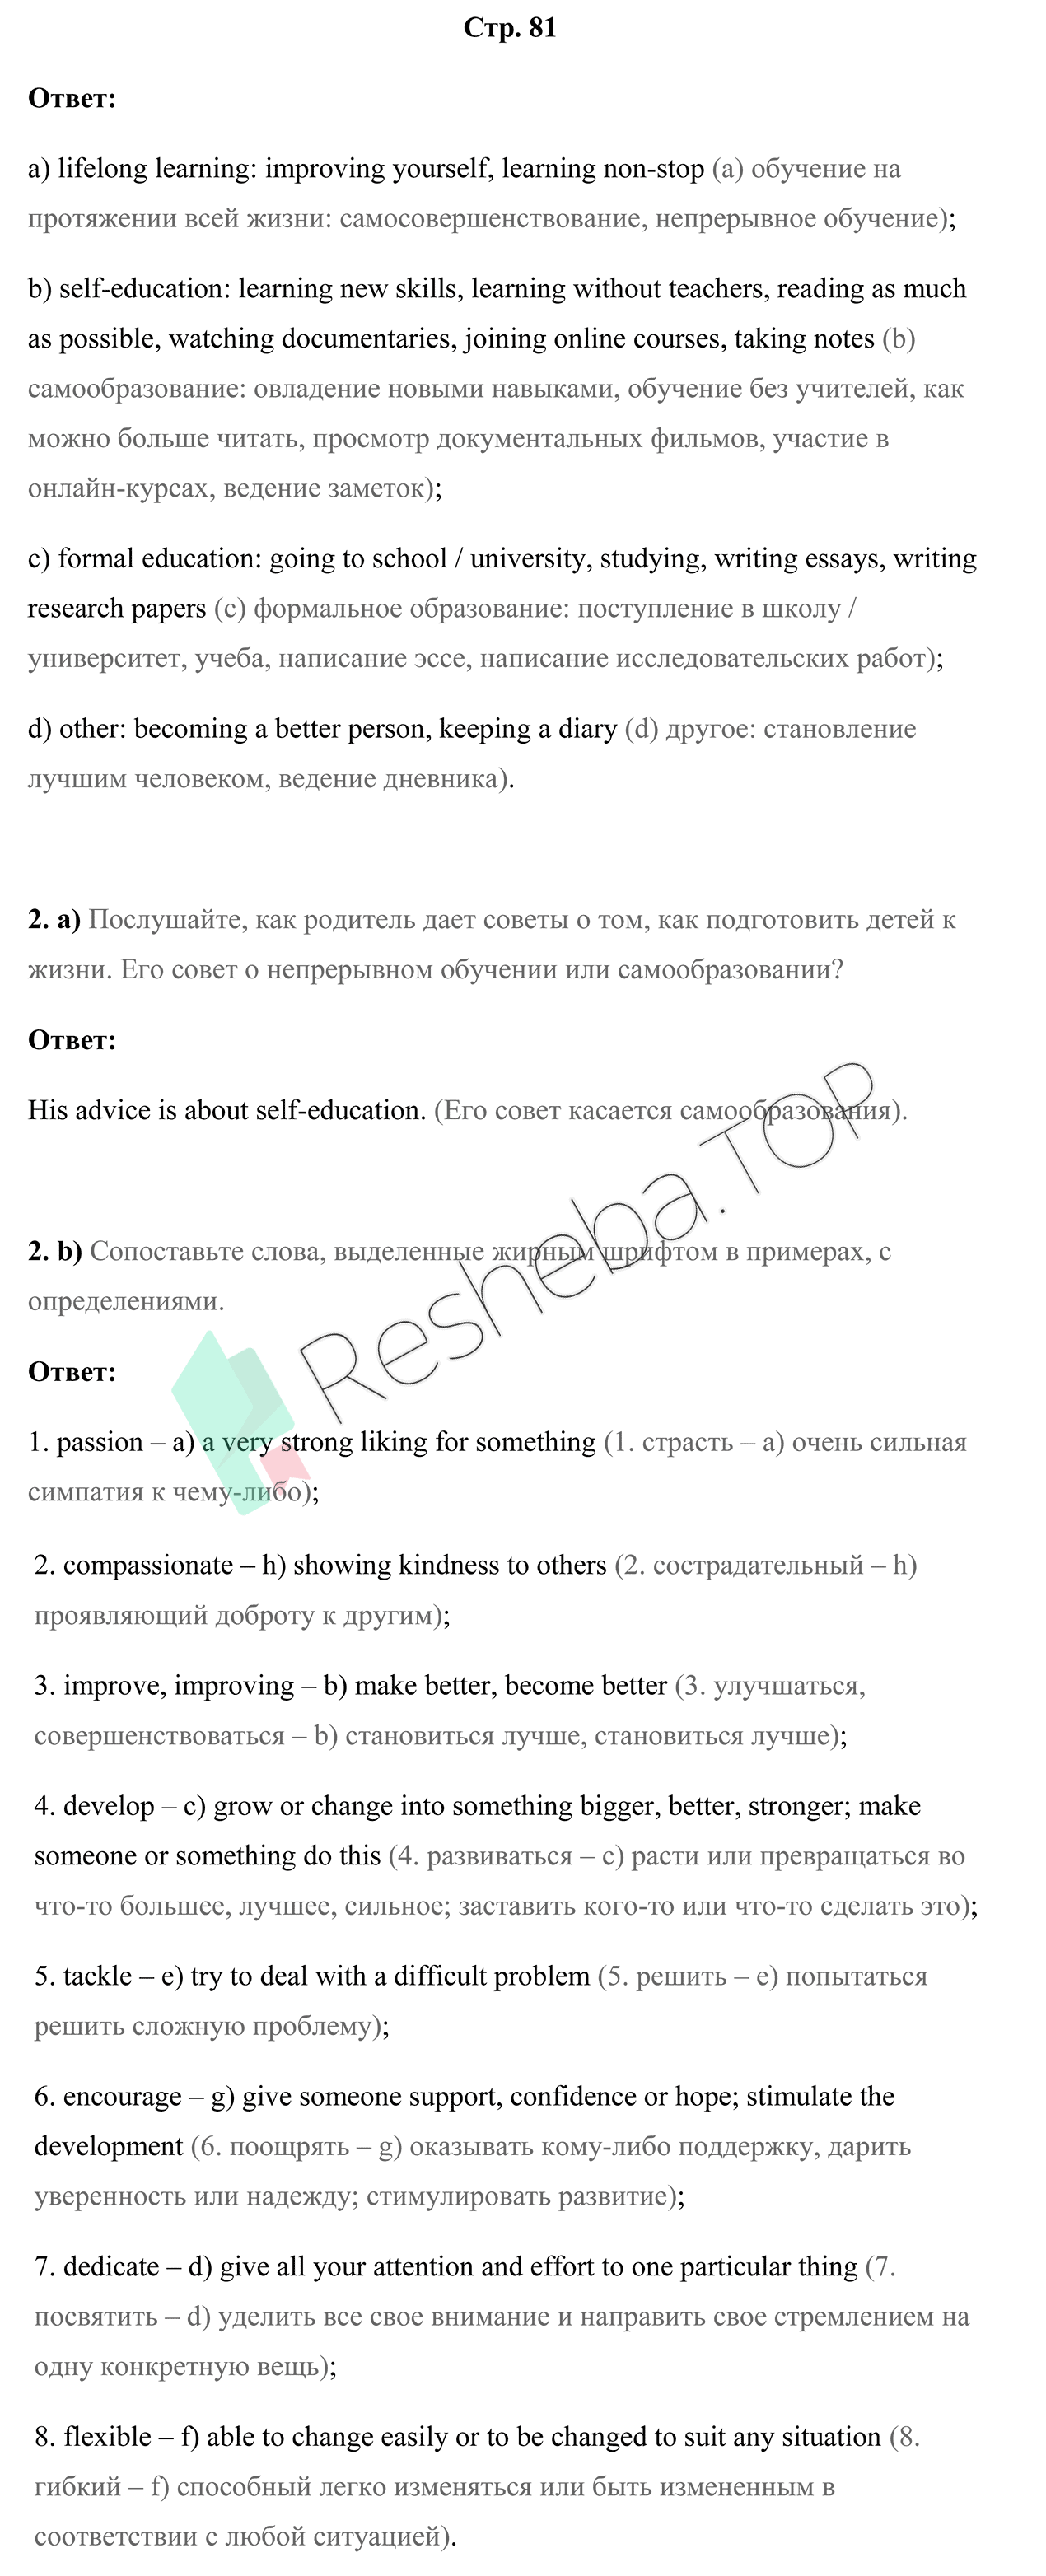 Стр. 81
Ответ:
a) lifelong learning: improving yourself, learning non-stop (a) обучение на
протяжении всей жизни: самосовершенствование, непрерывное обучение);
b) self-education: learning new skills, learning without teachers, reading as much
as possible, watching documentaries, joining online courses, taking notes (b)
самообразование: овладение новыми навыками, обучение без учителей, как
можно больше читать, просмотр документальных фильмов, участие в
онлайн-курсах, ведение заметок);
c) formal education: going to school / university, studying, writing essays, writing
research papers (c) формальное образование: поступление в школу /
университет, учеба, написание эссе, написание исследовательских работ);
d) other: becoming a better person, keeping a diary (d) другое: становление
лучшим человеком, ведение дневника).
2. a) Послушайте, как родитель дает советы о том, как подготовить детей к
жизни. Его совет о непрерывном обучении или самообразовании?
Ответ:
His advice is about self-education. (Его совет касается самообразования).
2. b) Сопоставьте слова, выделенные жирным шрифтом в примерах, с
определениями.
Ответ:
Resheba.TOP
1. passion – a) a very strong liking for something (1. страсть – a) очень сильная
симпатия к чему-либо);
2. compassionate – h) showing kindness to others (2. сострадательный – h)
проявляющий доброту к другим);
3. improve, improving – b) make better, become better (3. улучшаться,
совершенствоваться – b) становиться лучше, становиться лучше);
4. develop – c) grow or change into something bigger, better, stronger; make
someone or something do this (4. развиваться – c) расти или превращаться во
что-то большее, лучшее, сильное; заставить кого-то или что-то сделать это);
5. tackle – e) try to deal with a difficult problem (5. решить – e) попытаться
решить сложную проблему);
6. encourage – g) give someone support, confidence or hope; stimulate the
development (6. поощрять – g) оказывать кому-либо поддержку, дарить
уверенность или надежду; стимулировать развитие);
7. dedicate – d) give all your attention and effort to one particular thing (7.
посвятить – d) уделить все свое внимание и направить свое стремлением на
одну конкретную вещь);
8. flexible – f) able to change easily or to be changed to suit any situation (8.
гибкий – f) способный легко изменяться или быть измененным в
соответствии с любой ситуацией).